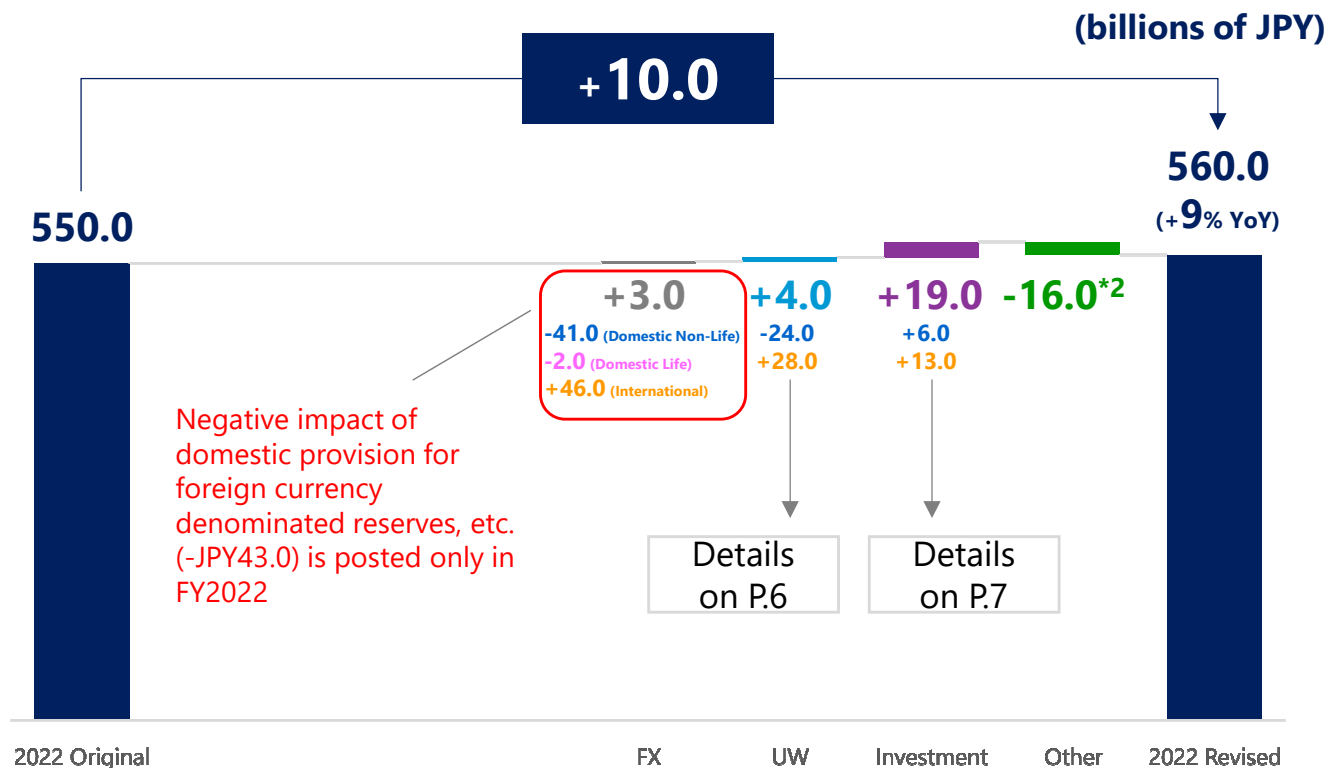 (billions of JPY)
+10.0
550.0
560.0
(+9% YoY)
+3.0
-41.0 (Domestic Non-Life)
-2.0 (Domestic Life)
+46.0 (International)
+4.0
-24.0
+28.0
+19.0
+6.0
+13.0
-16.0*2
Negative impact of
domestic provision for
foreign currency
denominated reserves, etc.
(-JPY43.0) is posted only in
FY2022
Details
on P.6
Details
on P.7
2022 Original
FX
UW
Investment
Other
2022 Revised